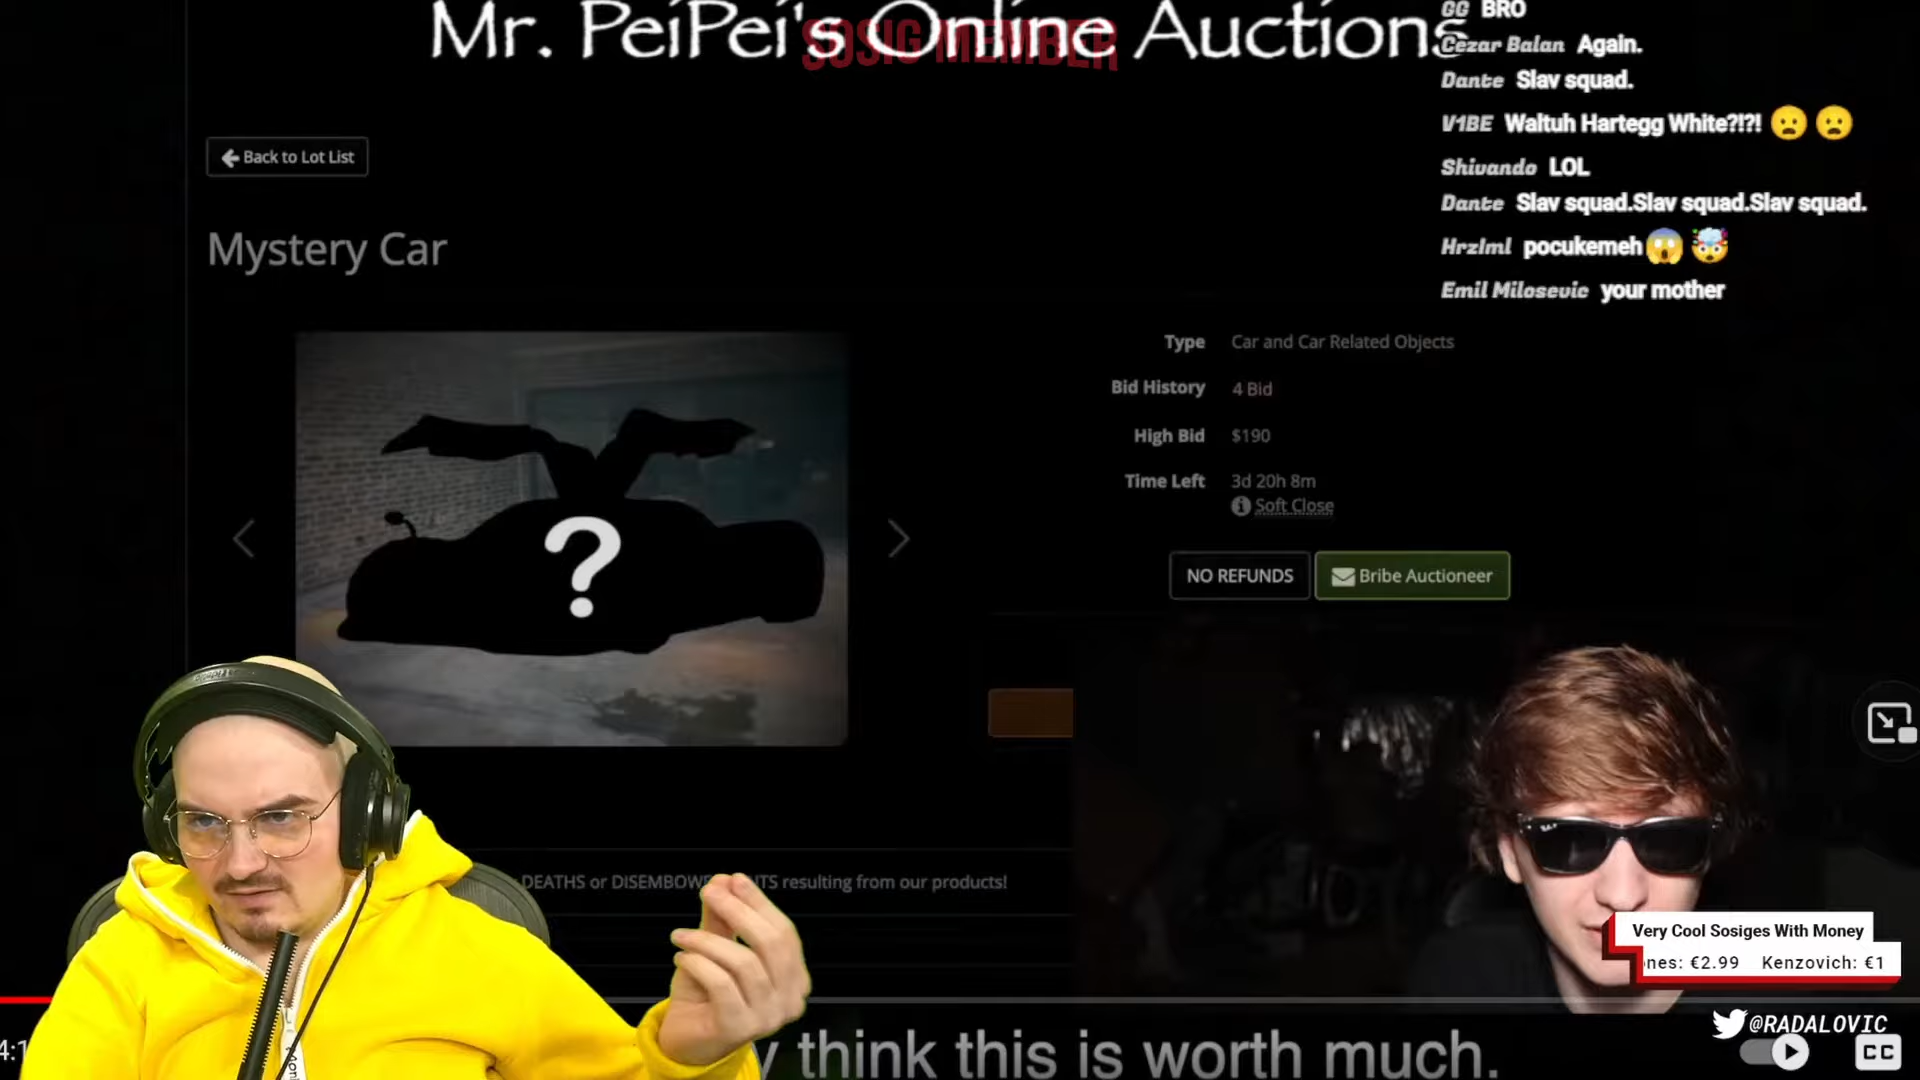 Mr. PeiPei's Online Auctions
SOSIG MEMBER
GG BRO
Cezar Balan Again.
Dante Slav squad.
V1BE Waltuh Hartegg White?!?! 😦 😦
Shivando LOL
Dante Slav squad.Slav squad.Slav squad.
HrzIml pocukemeh 😱 🤯
Emil Milosevic your mother
Back to Lot List
Mystery Car
?
Type Car and Car Related Objects
Bid History 4 Bid
High Bid $190
Time Left 3d 20h 8m
Soft Close
NO REFUNDS
Bribe Auctioneer
DEATHS or resulting from our products!
Very Cool Sosiges With Money
nes: €2.99 Kenzovich: €1
@RADALOVIC
think this is worth much.
CC